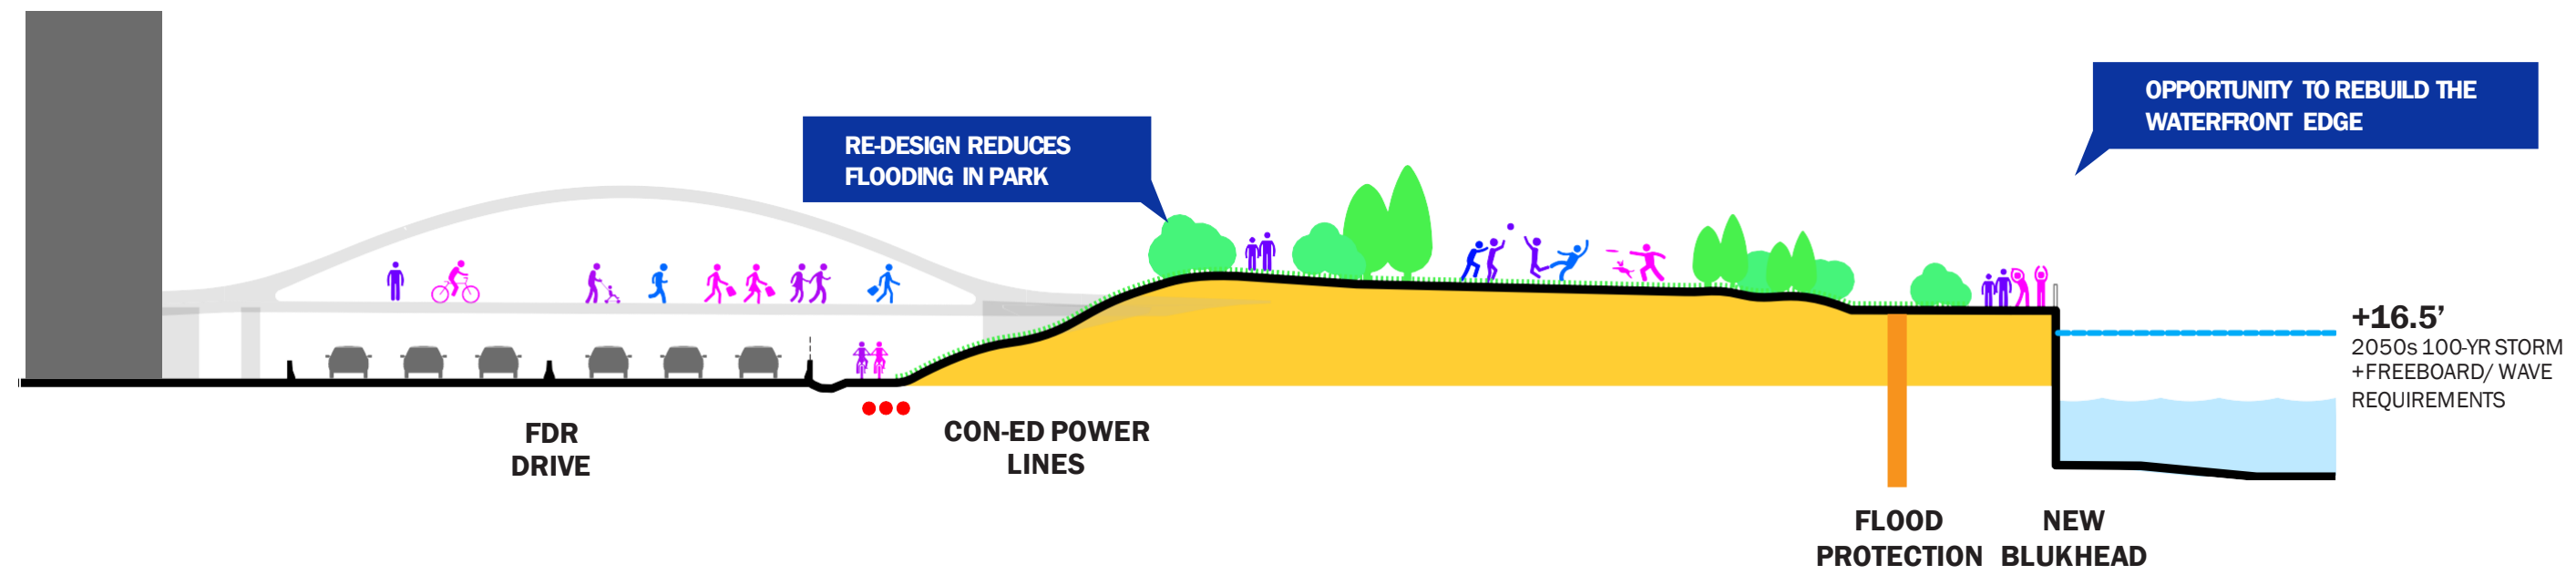 RE-DESIGN REDUCES
FLOODING IN PARK
OPPORTUNITY TO REBUILD THE
WATERFRONT EDGE
+16.5’
2050s 100-YR STORM
+FREEBOARD/ WAVE
REQUIREMENTS
FDR
DRIVE
CON-ED POWER
LINES
FLOOD
PROTECTION
NEW
BLUKHEAD